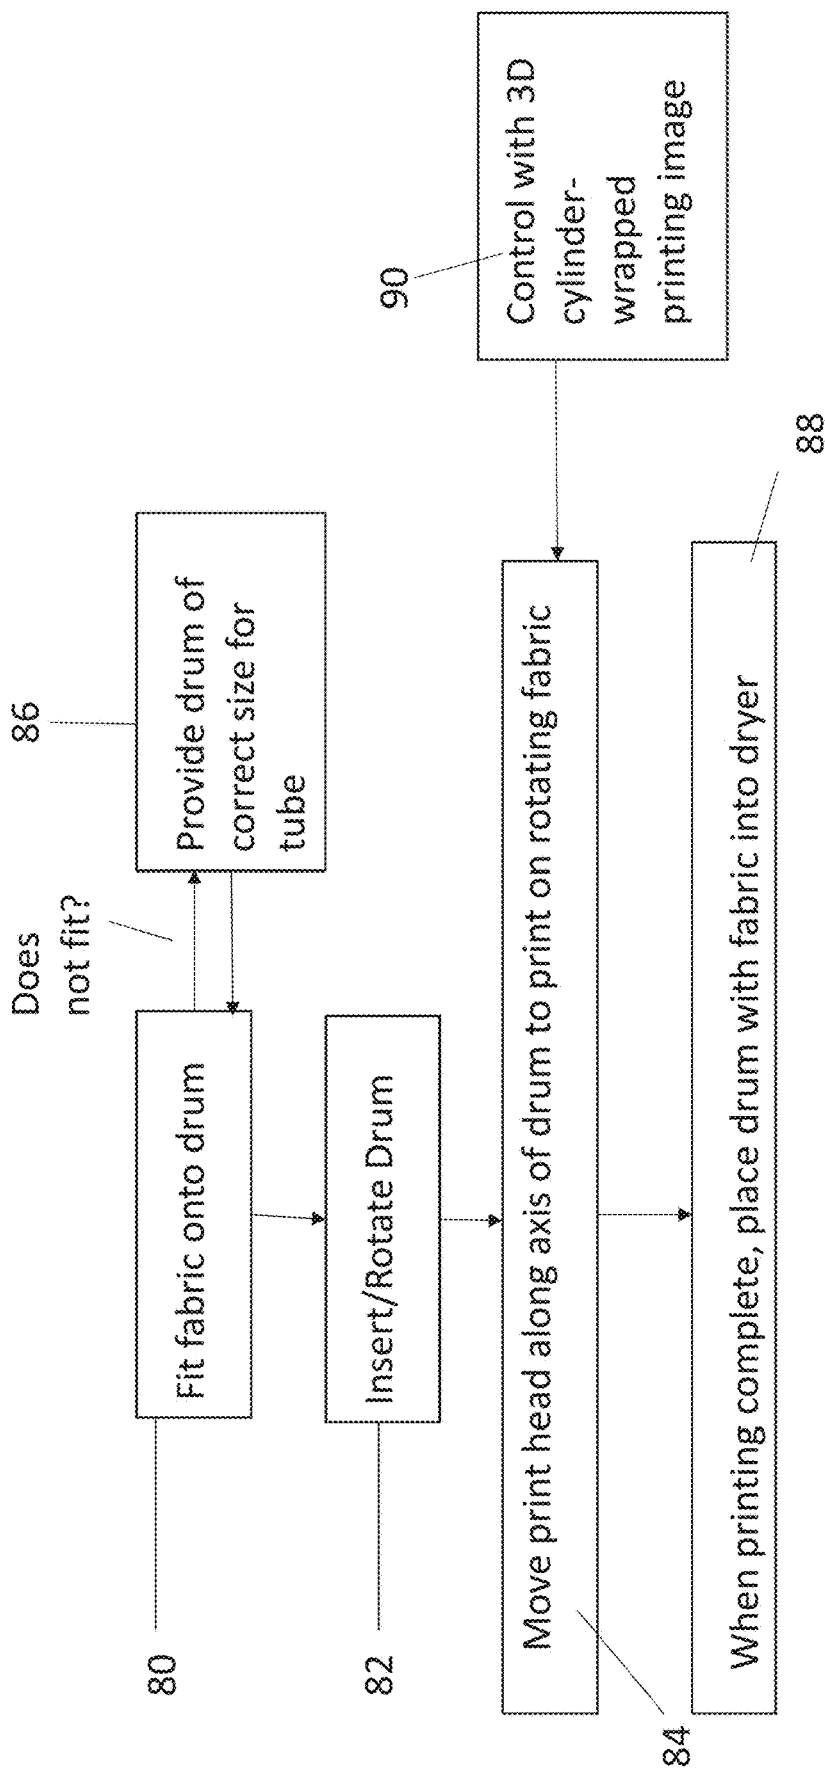 Does
not fit?
86
80
Fit fabric onto drum
Provide drum of
correct size for
tube
82
Insert/Rotate Drum
90
Control with 3D
cylinder-
wrapped
printing image
84
Move print head along axis of drum to print on rotating fabric
88
When printing complete, place drum with fabric into dryer